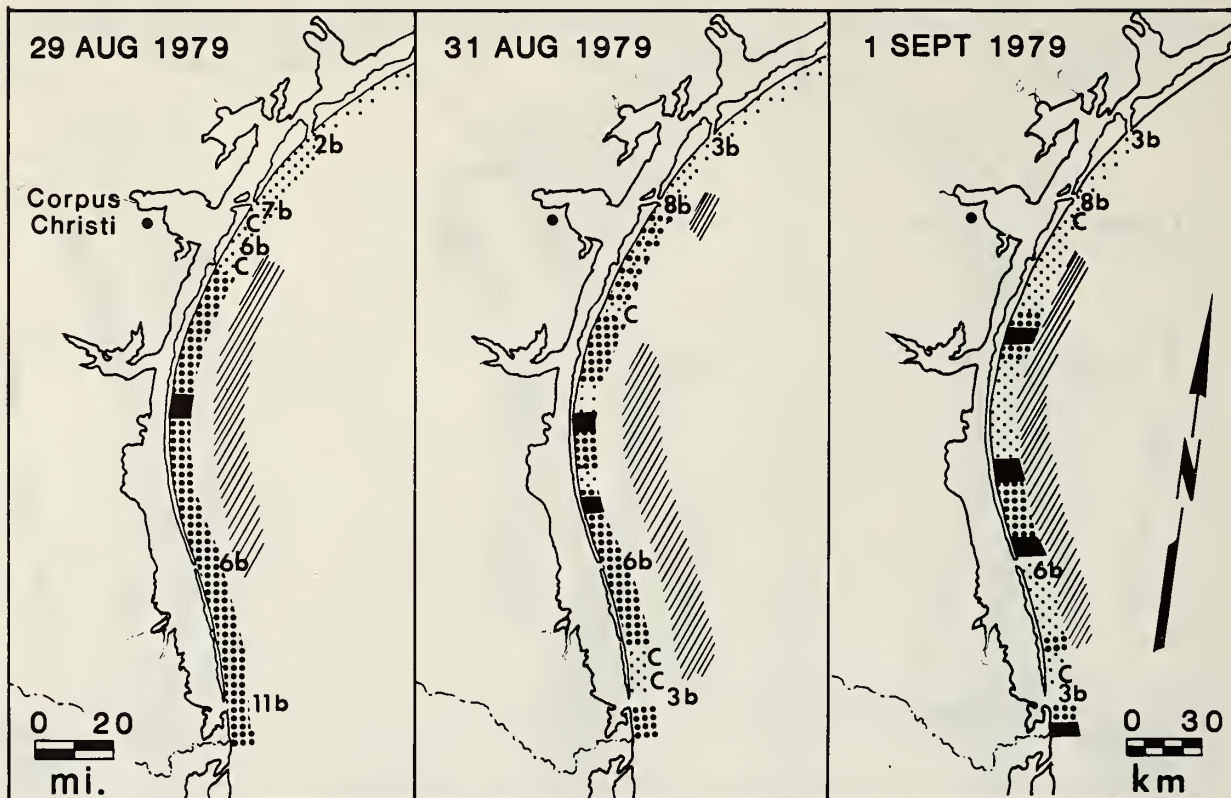 29 AUG 1979
2b
Corpus
Christi
7b
C
6b
C
6b
11b
0 20
mi.
31 AUG 1979
3b
8b
C
6b
C
C
3b
1 SEPT 1979
3b
8b
C
6b
C
3b
N
0 30
km